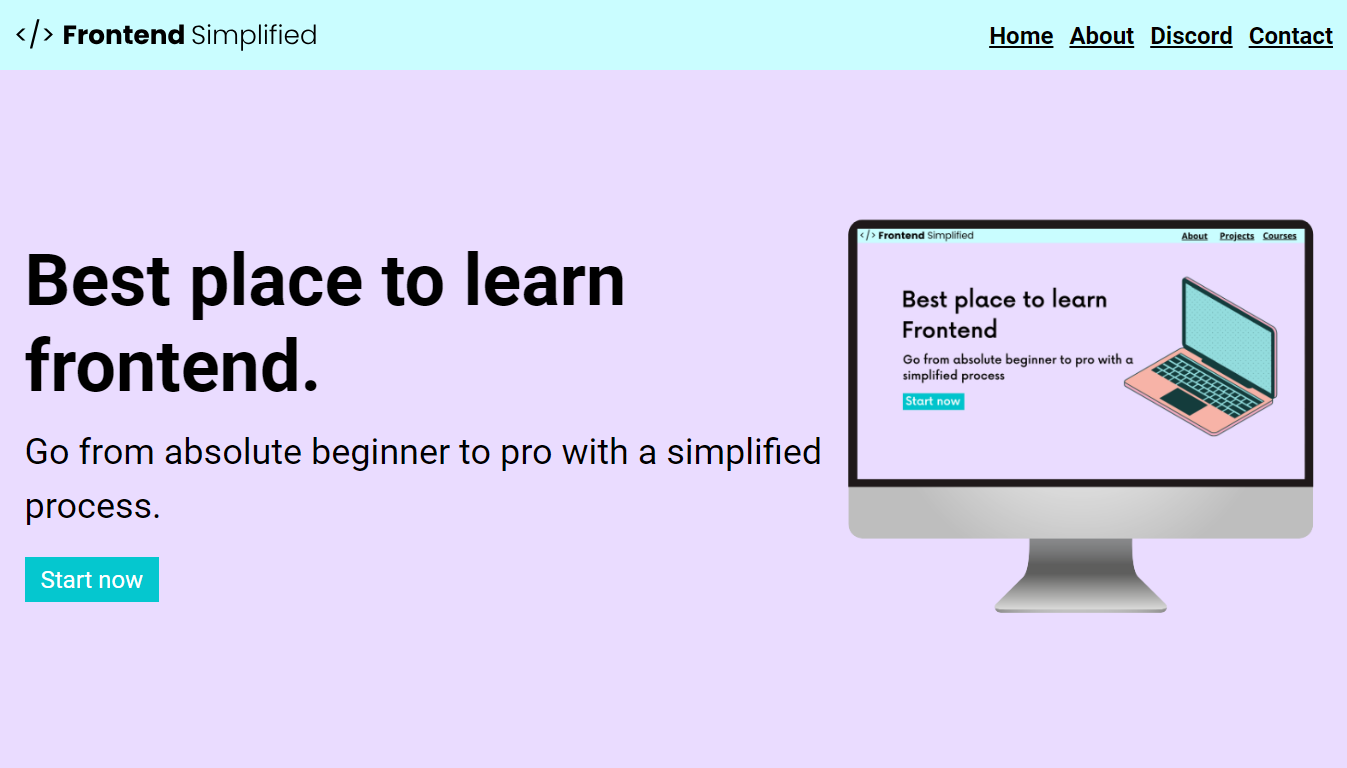 </> Frontend Simplified
Home About Discord Contact
Best place to learn
frontend.
Go from absolute beginner to pro with a simplified
process.
Start now
</> Frontend Simplified
About Projects Courses
Best place to learn
Frontend
Go from absolute beginner to pro with a
simplified process
Start now